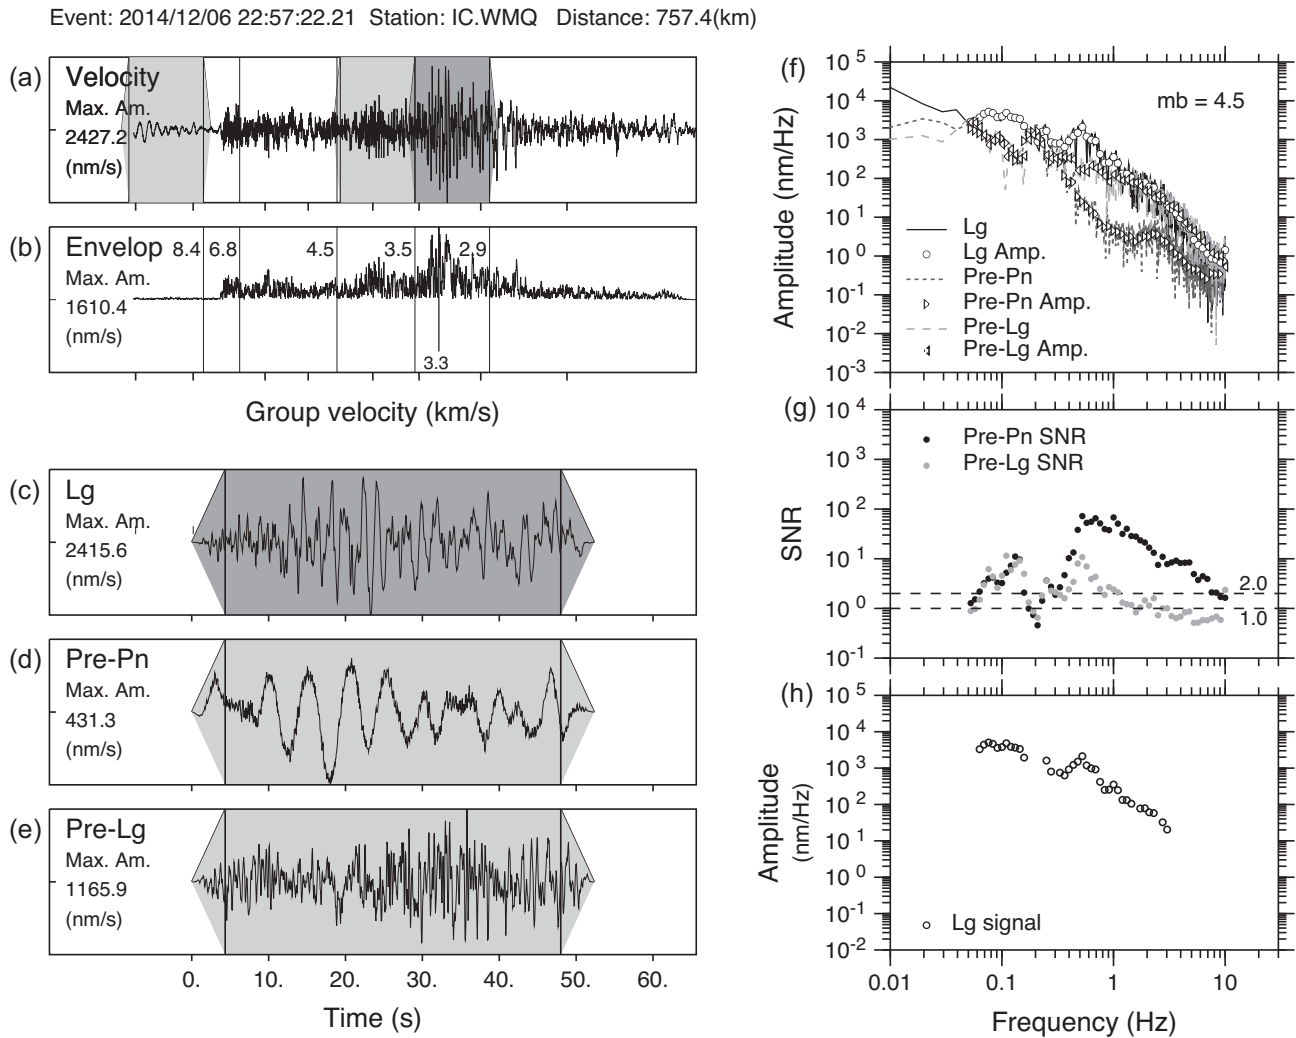 Event: 2014/12/06 22:57:22.21 Station: IC.WMQ Distance: 757.4(km)
(a)
Velocity
Max. Am.
2427.2
(nm/s)
(b)
Envelop
8.4
6.8
4.5
3.5
2.9
Max. Am.
1610.4
(nm/s)
3.3
Group velocity (km/s)
(c)
Lg
Max. Am.
2415.6
(nm/s)
(d)
Pre-Pn
Max. Am.
431.3
(nm/s)
(e)
Pre-Lg
Max. Am.
1165.9
(nm/s)
0. 10. 20. 30. 40. 50. 60.
Time (s)
(f)
10 5
10 4
10 3
10 2
10 1
10 0
10 -1
10 -2
10 -3
Amplitude (nm/Hz)
mb = 4.5
Lg
Lg Amp.
Pre-Pn
Pre-Pn Amp.
Pre-Lg
Pre-Lg Amp.
(g)
10 4
10 3
10 2
10 1
10 0
10 -1
SNR
Pre-Pn SNR
Pre-Lg SNR
2.0
1.0
(h)
10 5
10 4
10 3
10 2
10 1
10 0
10 -1
10 -2
Amplitude
(nm/Hz)
Lg signal
0.01 0.1 1 10
Frequency (Hz)